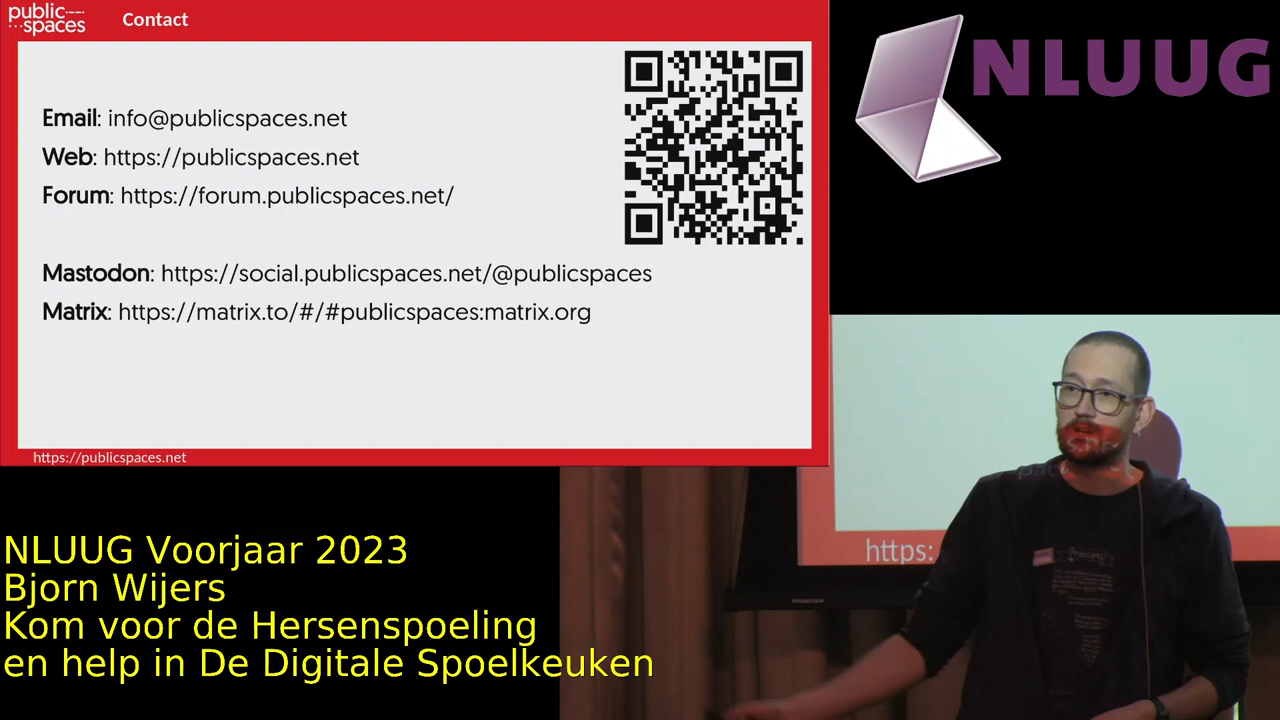 public
spaces
Contact
Email: info@publicspaces.net
Web: https://publicspaces.net
Forum: https://forum.publicspaces.net/
Mastodon: https://social.publicspaces.net/@publicspaces
Matrix: https://matrix.to/#/#publicspaces:matrix.org
https://publicspaces.net
NLUUG
https:
NLUUG Voorjaar 2023
Bjorn Wijers
Kom voor de Hersenspoeling
en help in De Digitale Spoelkeuken